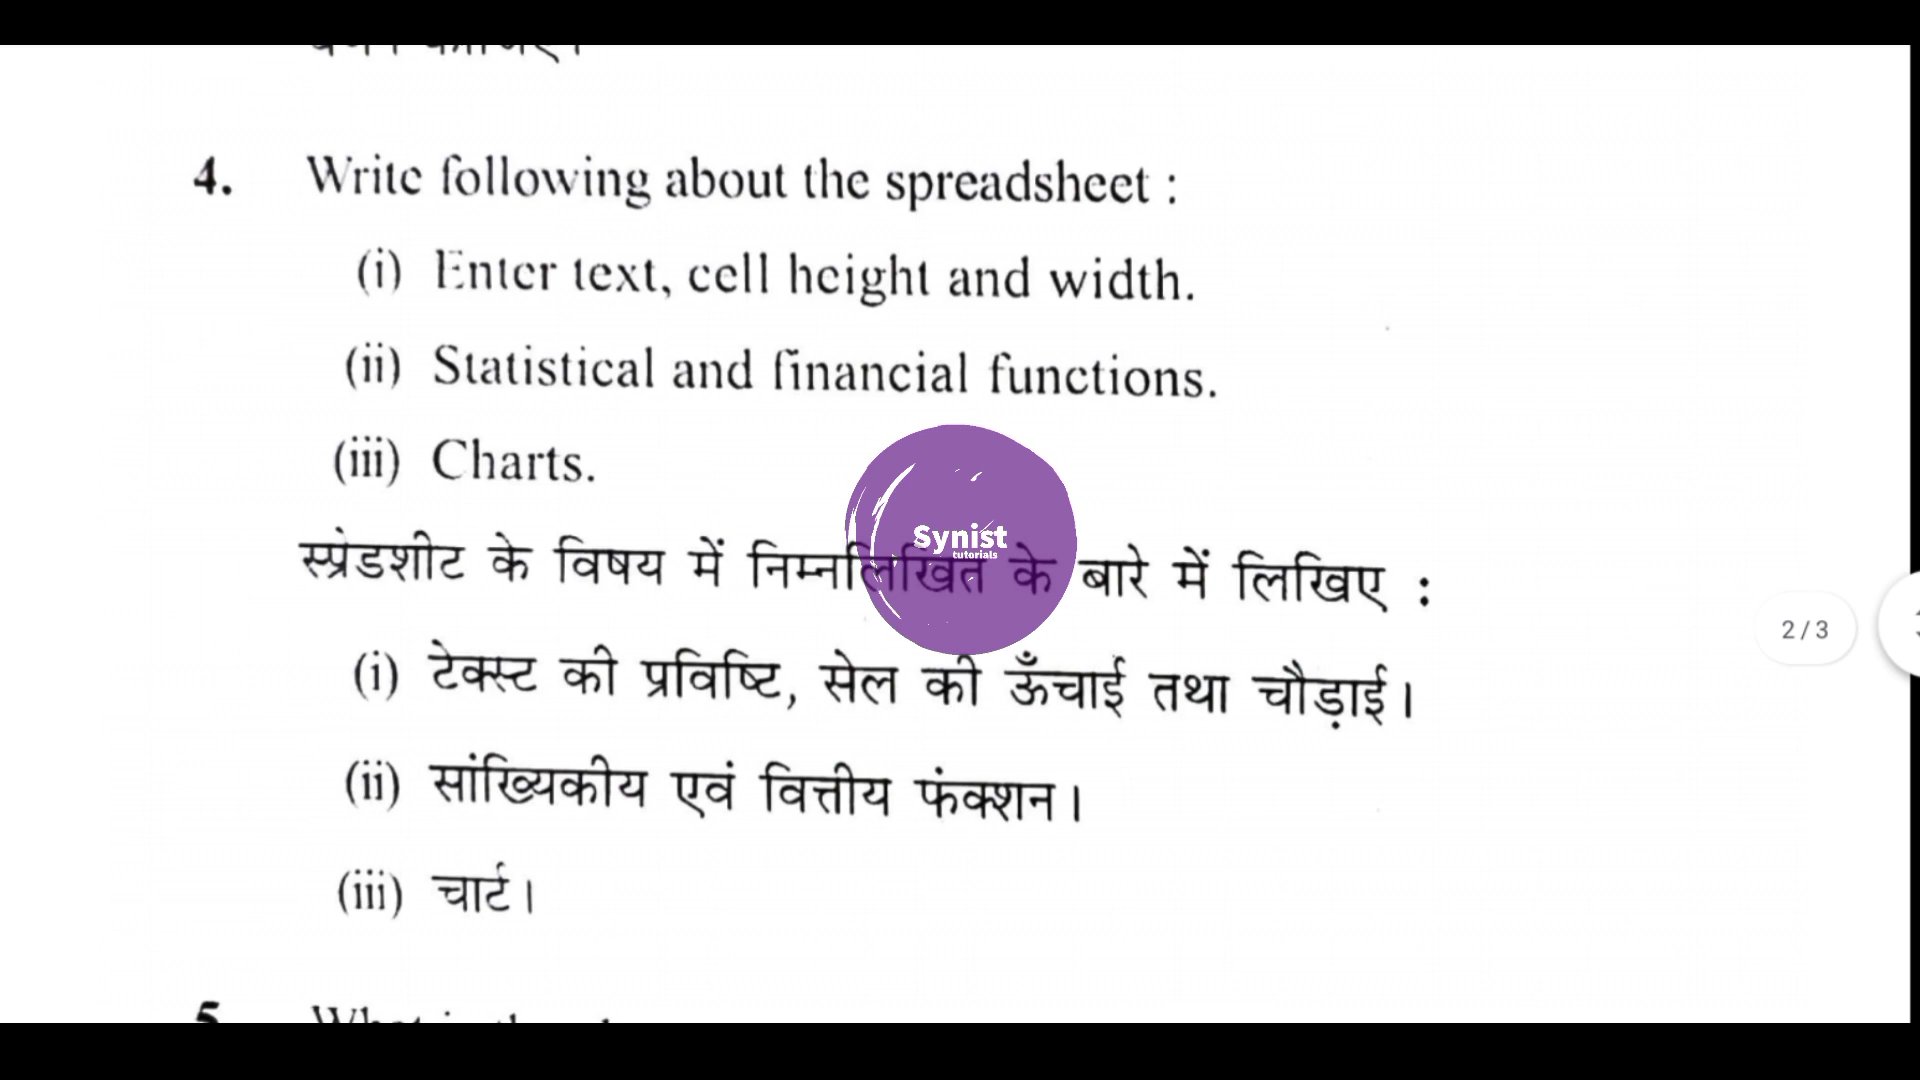 4. Write following about the spreadsheet :
(i) Enter text, cell height and width.
(ii) Statistical and financial functions.
(iii) Charts.
Synist
tutorials
स्प्रेडशीट के विषय में निम्नलिखित के बारे में लिखिए :
(i) टेक्स्ट की प्रविष्टि, सेल की ऊँचाई तथा चौड़ाई।
2/3
(ii) सांख्यिकीय एवं वित्तीय फंक्शन।
(iii) चार्ट।
5